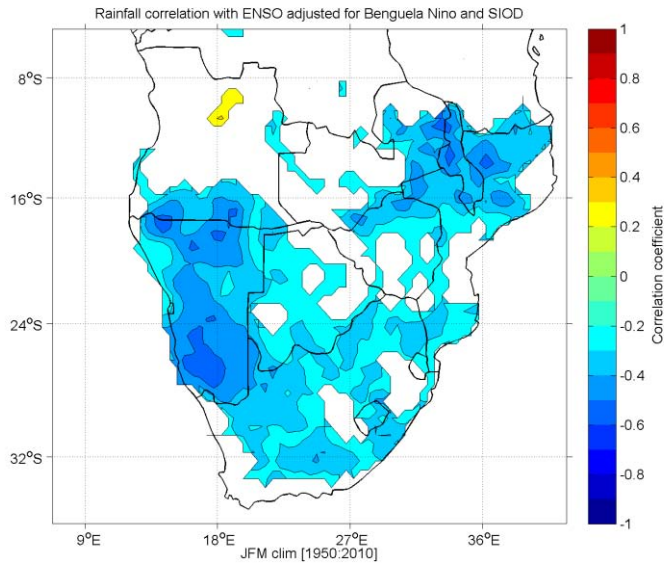 Rainfall correlation with ENSO adjusted for Benguela Nino and SIOD
8°S
16°S
24°S
32°S
9°E
18°E
27°E
36°E
JFM clim [1950:2010]
1
0.8
0.6
0.4
0.2
0
-0.2
-0.4
-0.6
-0.8
-1
Correlation coefficient